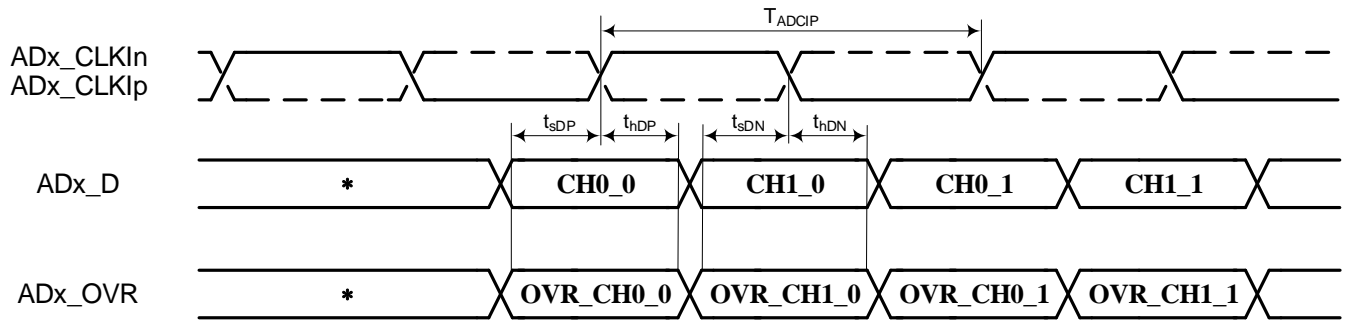 T_ADCIP
ADx_CLKIn
ADx_CLKIp
t_sDP t_hDP t_sDN t_hDN
ADx_D * CH0_0 CH1_0 CH0_1 CH1_1
ADx_OVR * OVR_CH0_0 OVR_CH1_0 OVR_CH0_1 OVR_CH1_1